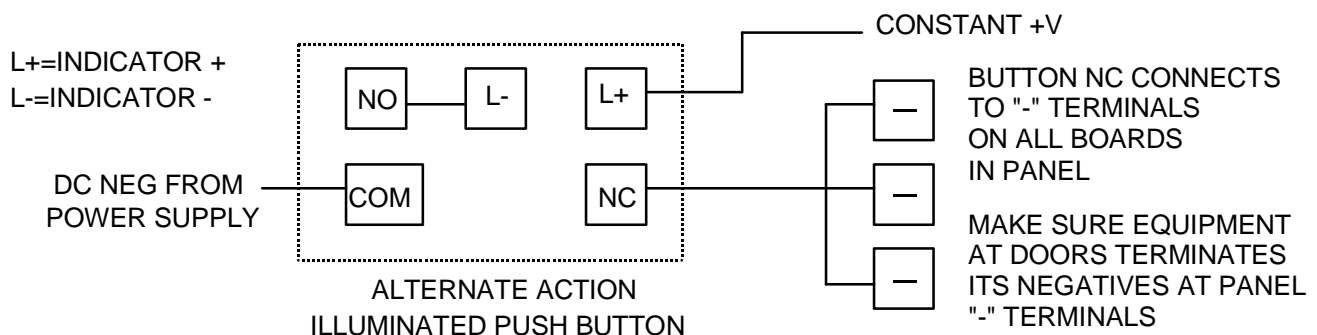 CONSTANT +V
L+=INDICATOR +
L-=INDICATOR -
NO
L-
L+
—
BUTTON NC CONNECTS
TO "-" TERMINALS
ON ALL BOARDS
IN PANEL
DC NEG FROM
POWER SUPPLY
COM
NC
—
—
MAKE SURE EQUIPMENT
AT DOORS TERMINATES
ITS NEGATIVES AT PANEL
"-" TERMINALS
ALTERNATE ACTION
ILLUMINATED PUSH BUTTON